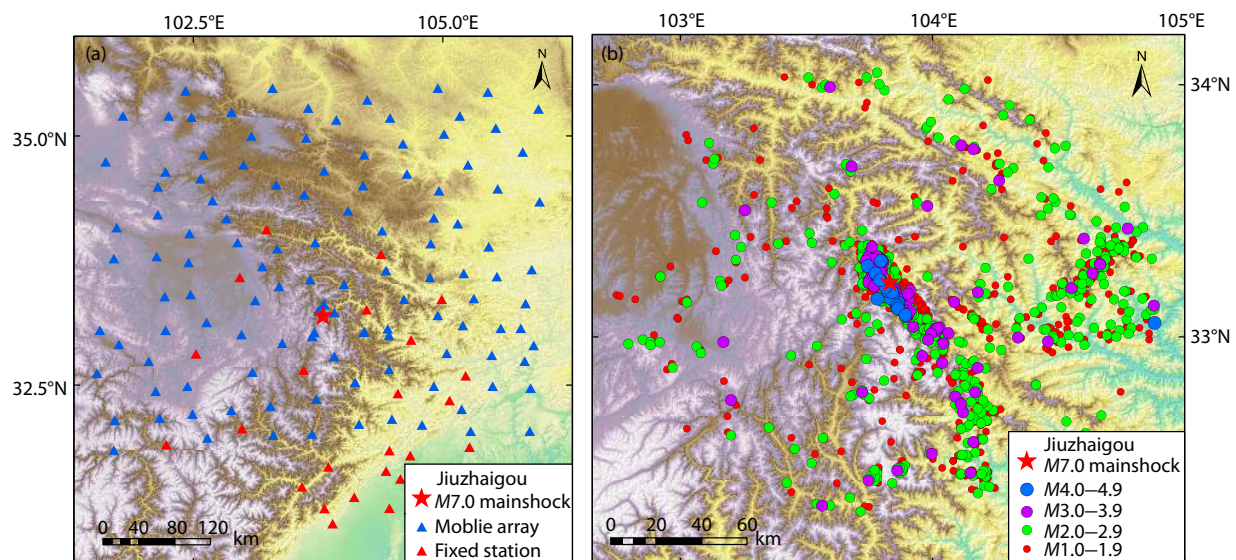 102.5°E 105.0°E
(a)
N
35.0°N
32.5°N
Jiuzhaigou
M7.0 mainshock
Moblie array
Fixed station
0 40 80 120
km
103°E 104°E 105°E
(b)
N
34°N
33°N
Jiuzhaigou
M7.0 mainshock
M4.0—4.9
M3.0—3.9
M2.0—2.9
M1.0—1.9
0 20 40 60
km